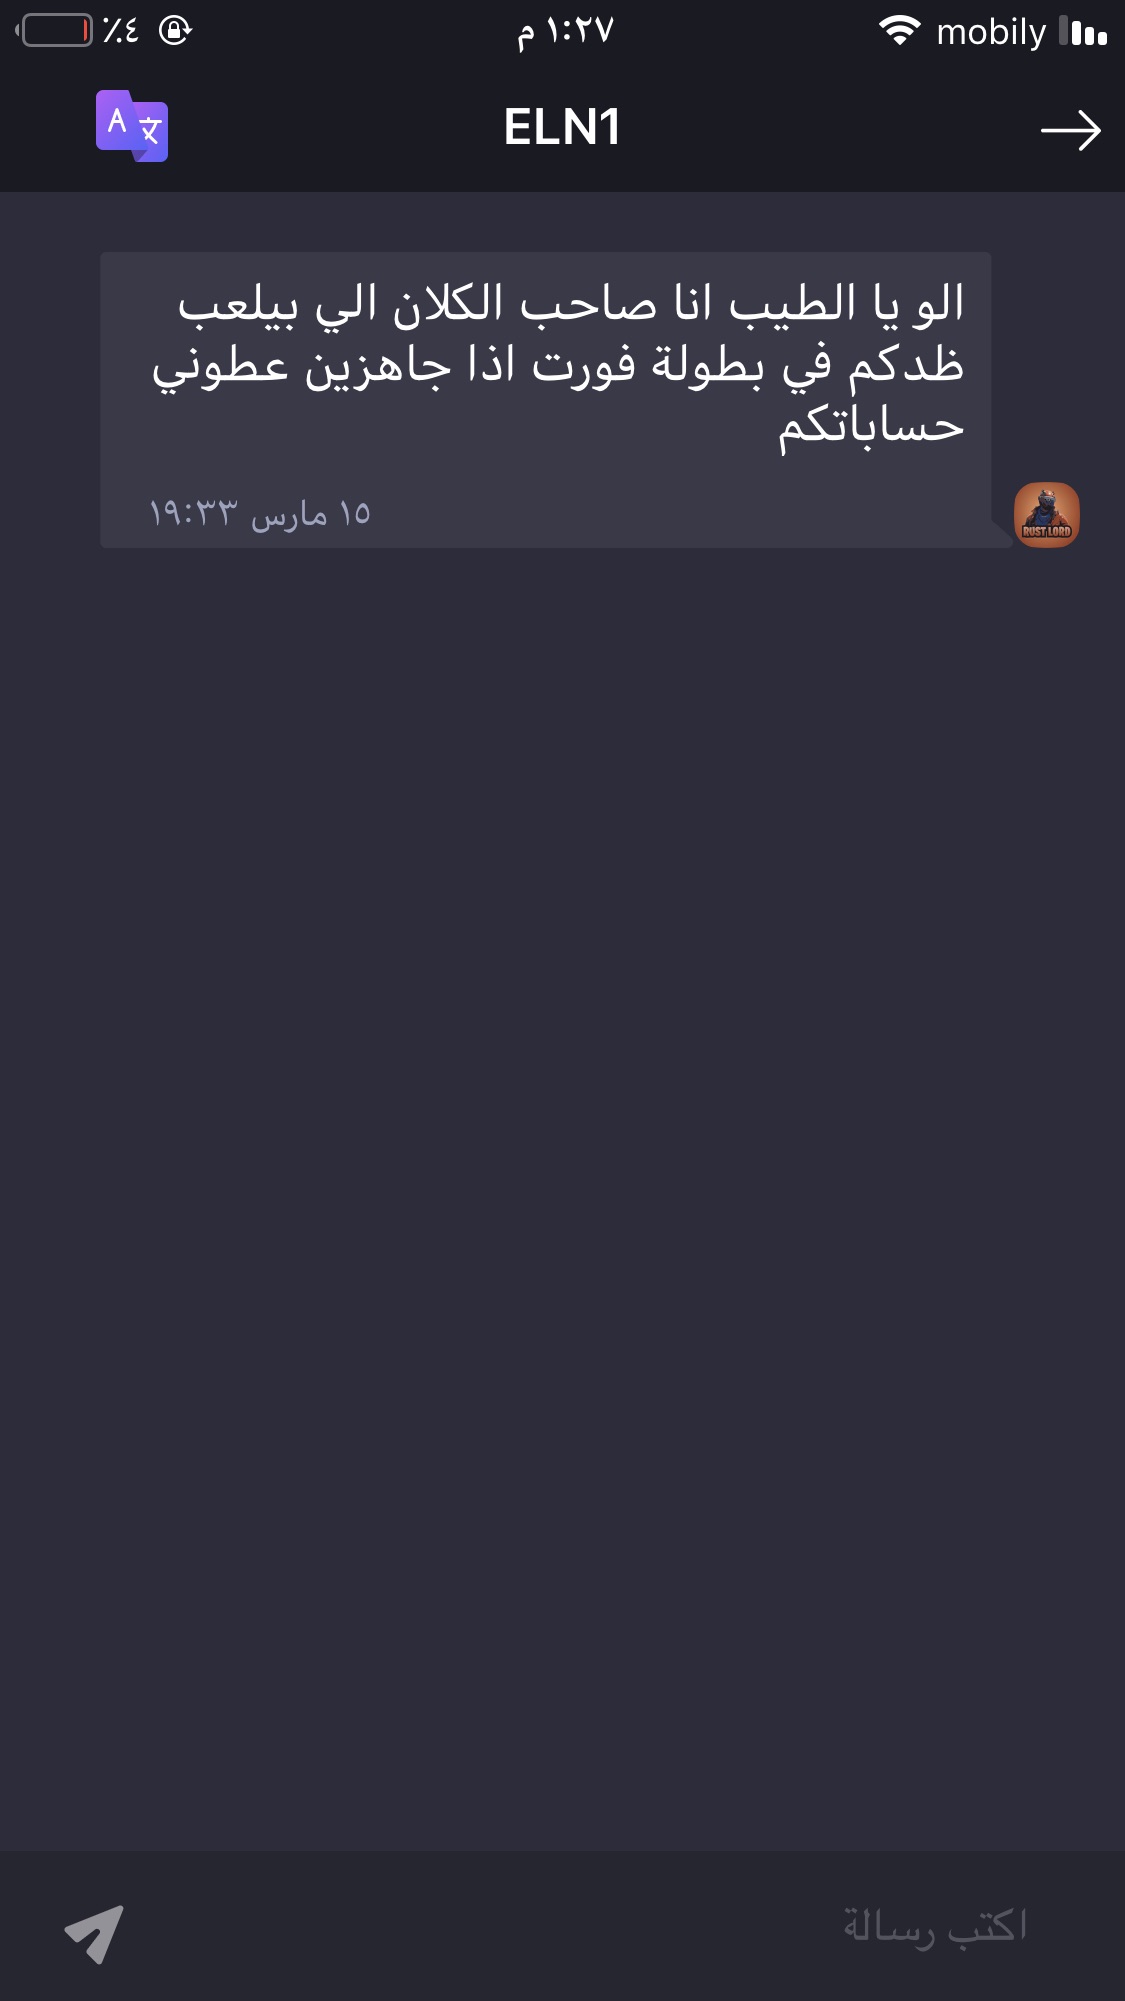 mobily
١:٢٧ م
٪٤
ELN1
A 文
الو يا الطيب انا صاحب الكلان الي بيلعب
ظدكم في بطولة فورت اذا جاهزين عطوني
حساباتكم
١٥ مارس ١٩:٣٣
RUST LORD
اكتب رسالة